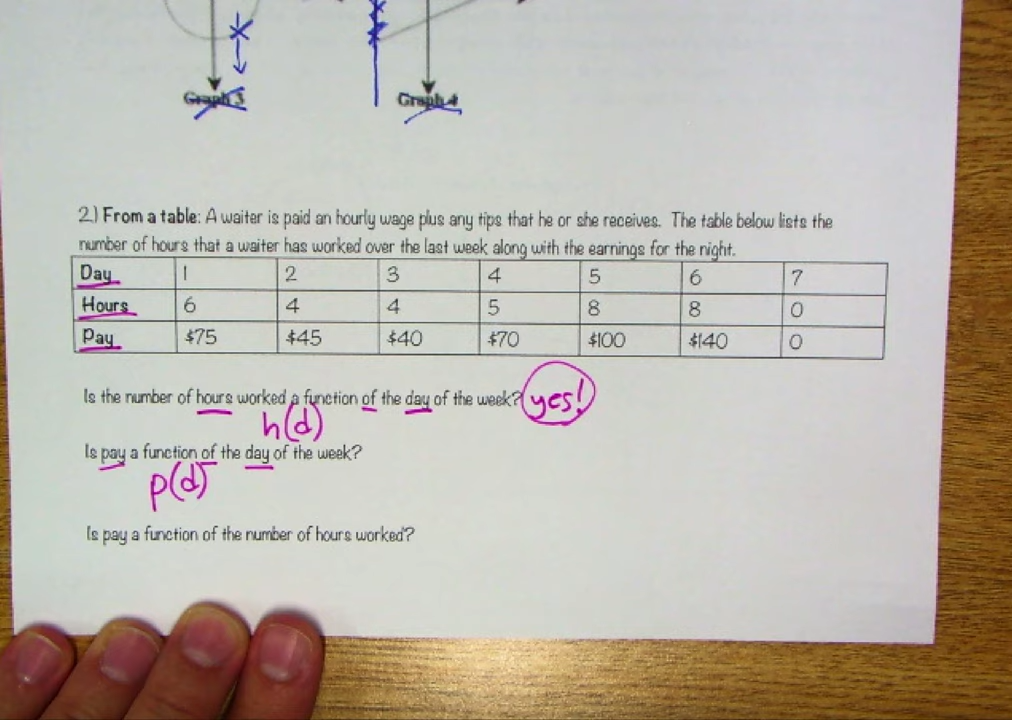 Graph 3 Graph 4
2.) From a table: A waiter is paid an hourly wage plus any tips that he or she receives. The table below lists the
number of hours that a waiter has worked over the last week along with the earnings for the night.
Day 1 2 3 4 5 6 7
Hours 6 4 4 5 8 8 0
Pay $75 $45 $40 $70 $100 $140 0
Is the number of hours worked a function of the day of the week? yes!
h(d)
Is pay a function of the day of the week?
p(d)
Is pay a function of the number of hours worked?